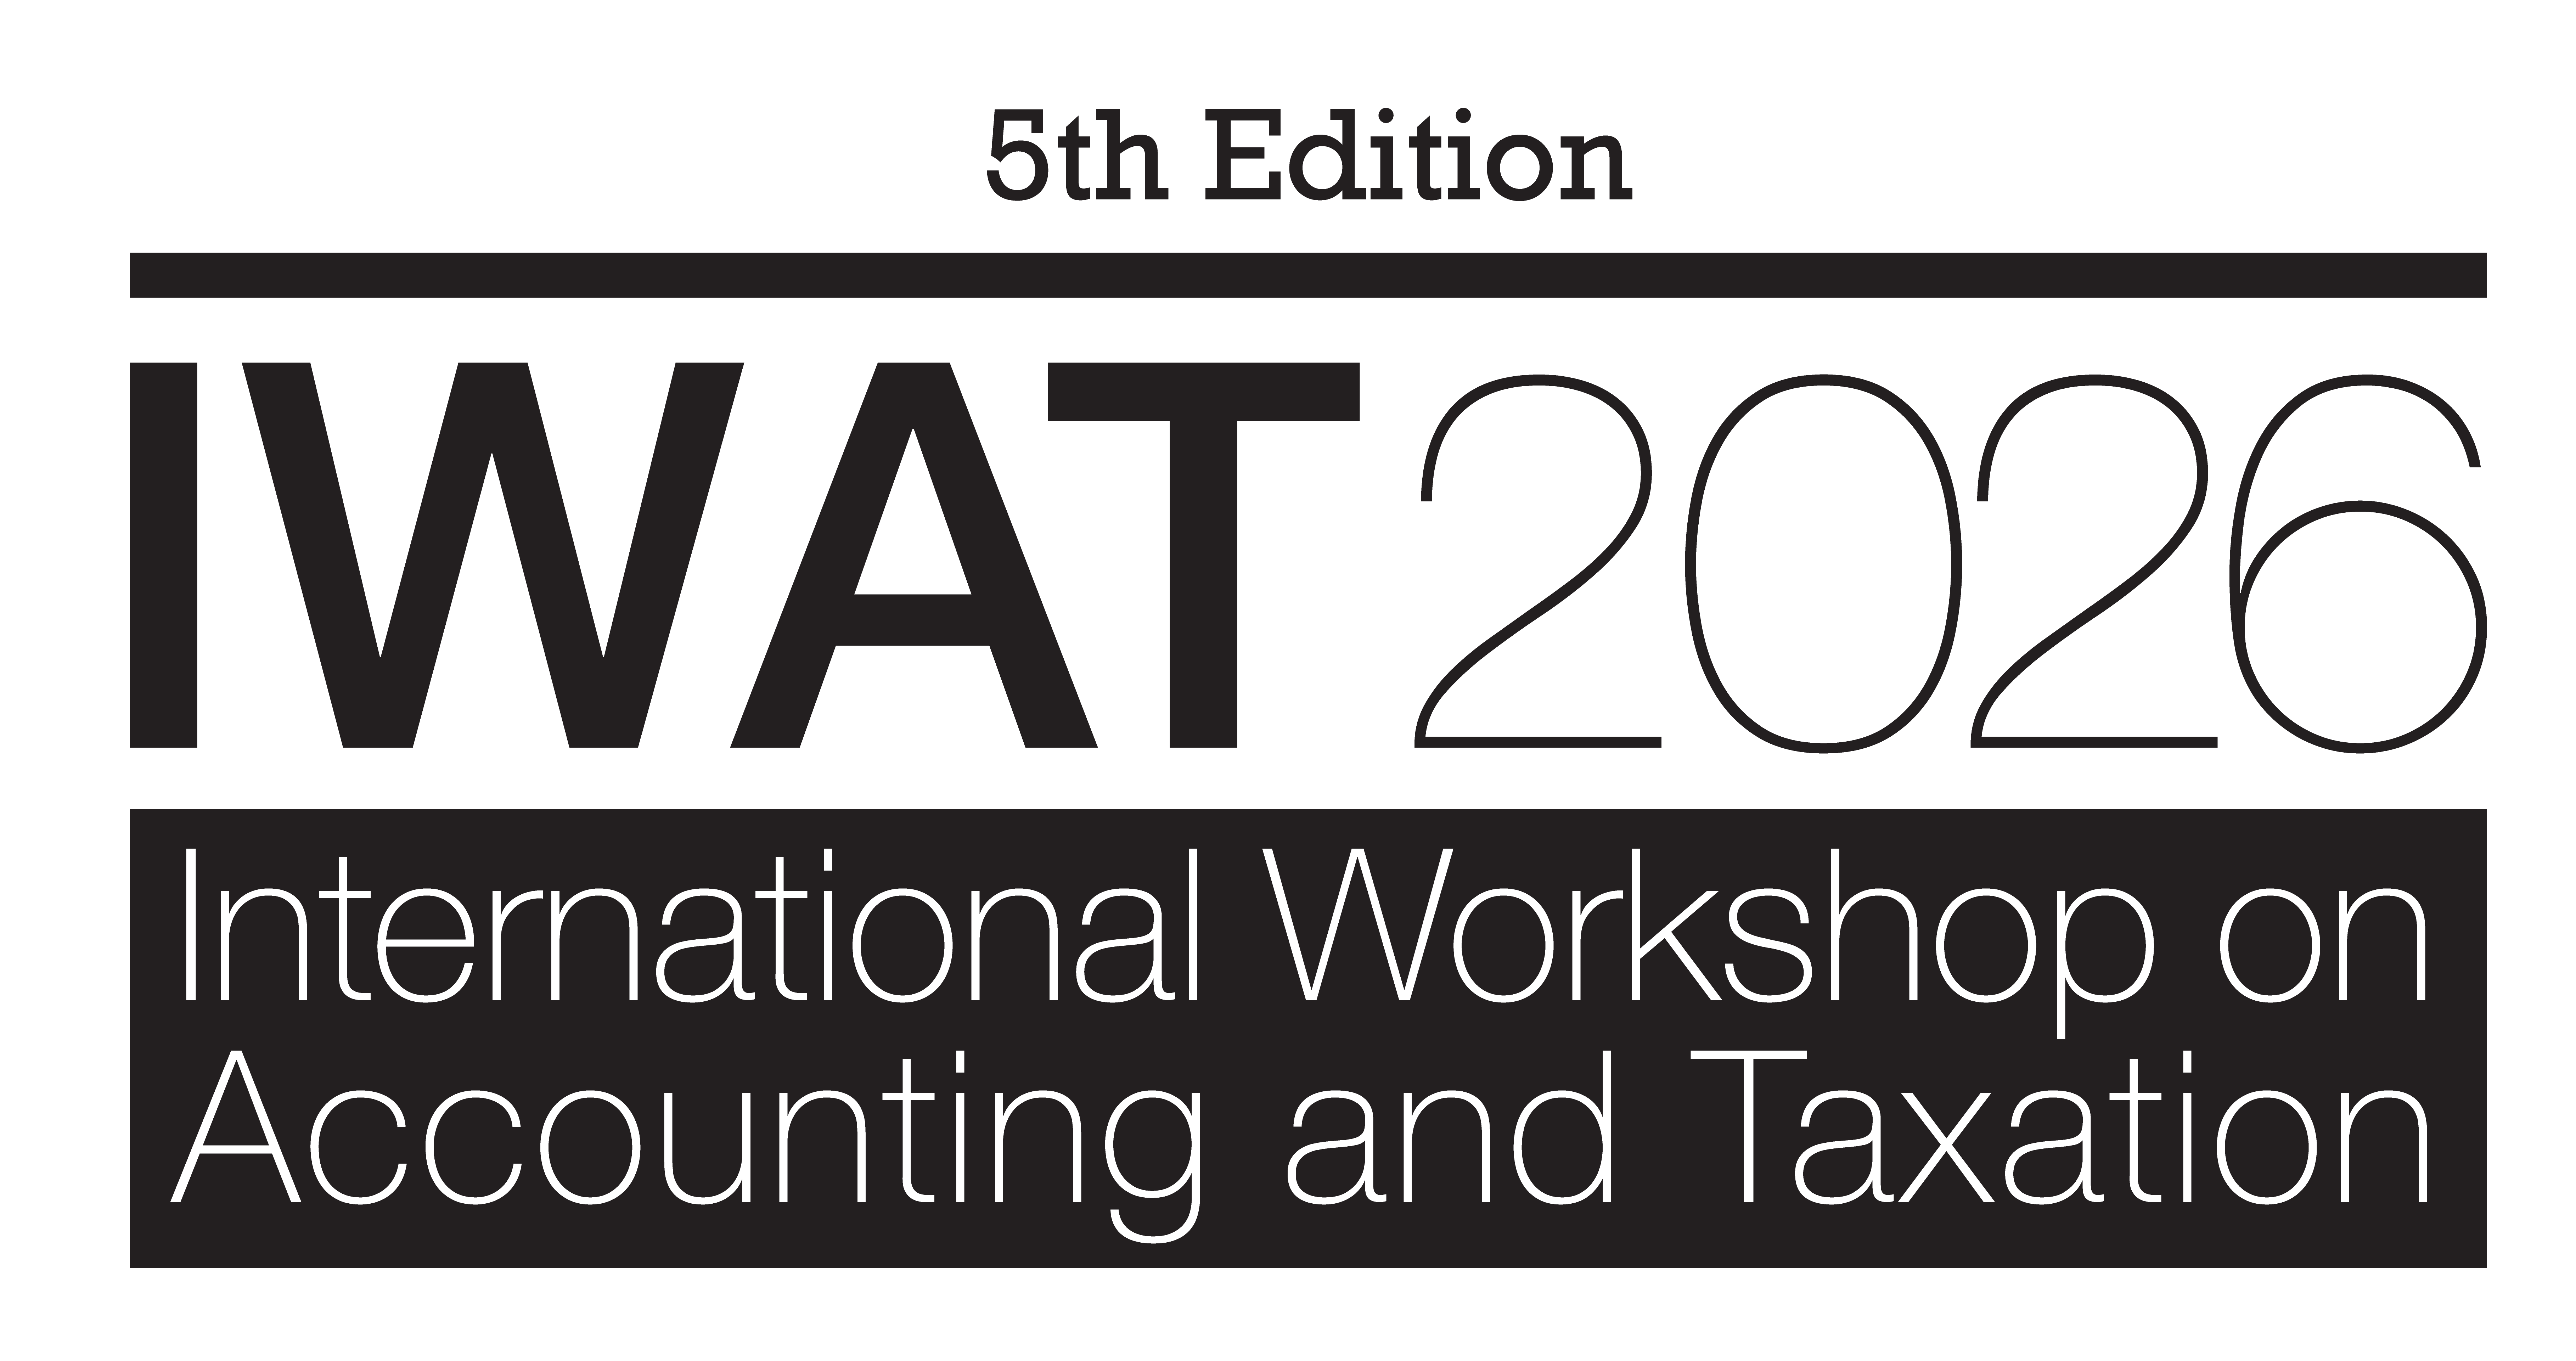 5th Edition
IWAT2026
International Workshop on
Accounting and Taxation